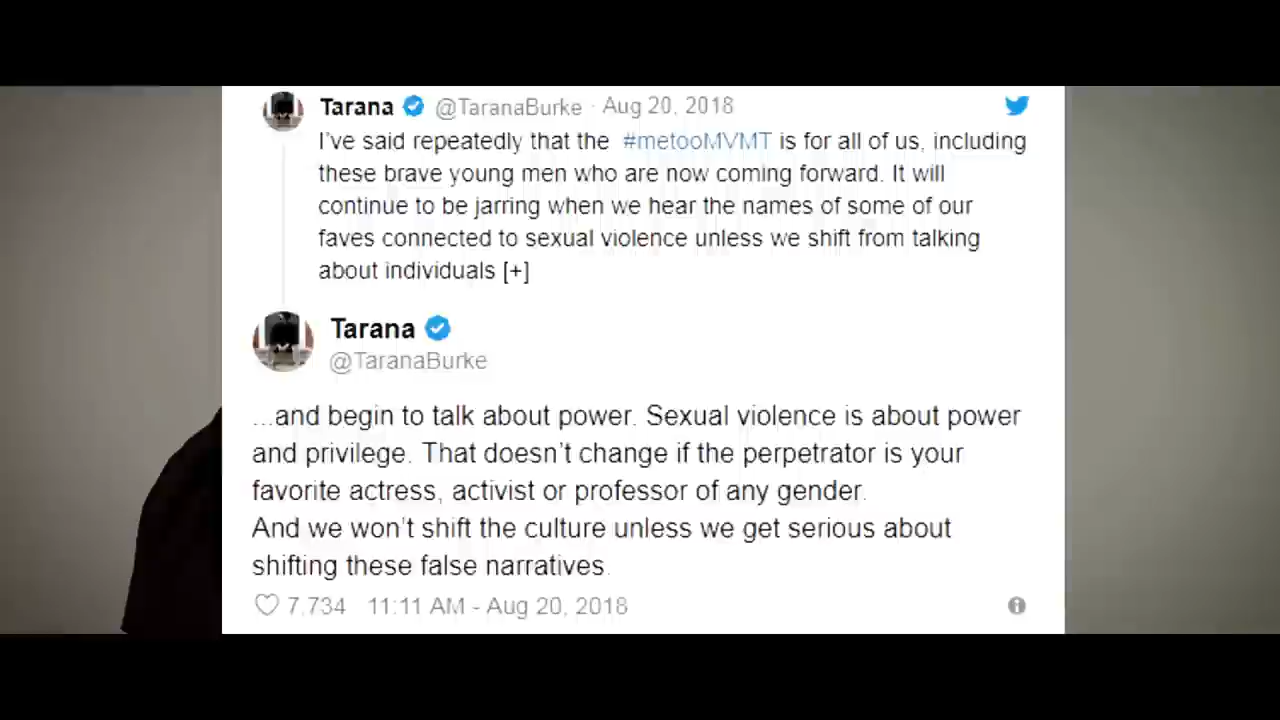 Tarana @TaranaBurke · Aug 20, 2018
I've said repeatedly that the #metooMVMT is for all of us, including
these brave young men who are now coming forward. It will
continue to be jarring when we hear the names of some of our
faves connected to sexual violence unless we shift from talking
about individuals [+]
Tarana
@TaranaBurke
...and begin to talk about power. Sexual violence is about power
and privilege. That doesn't change if the perpetrator is your
favorite actress, activist or professor of any gender.
And we won't shift the culture unless we get serious about
shifting these false narratives.
7,734 11:11 AM - Aug 20, 2018